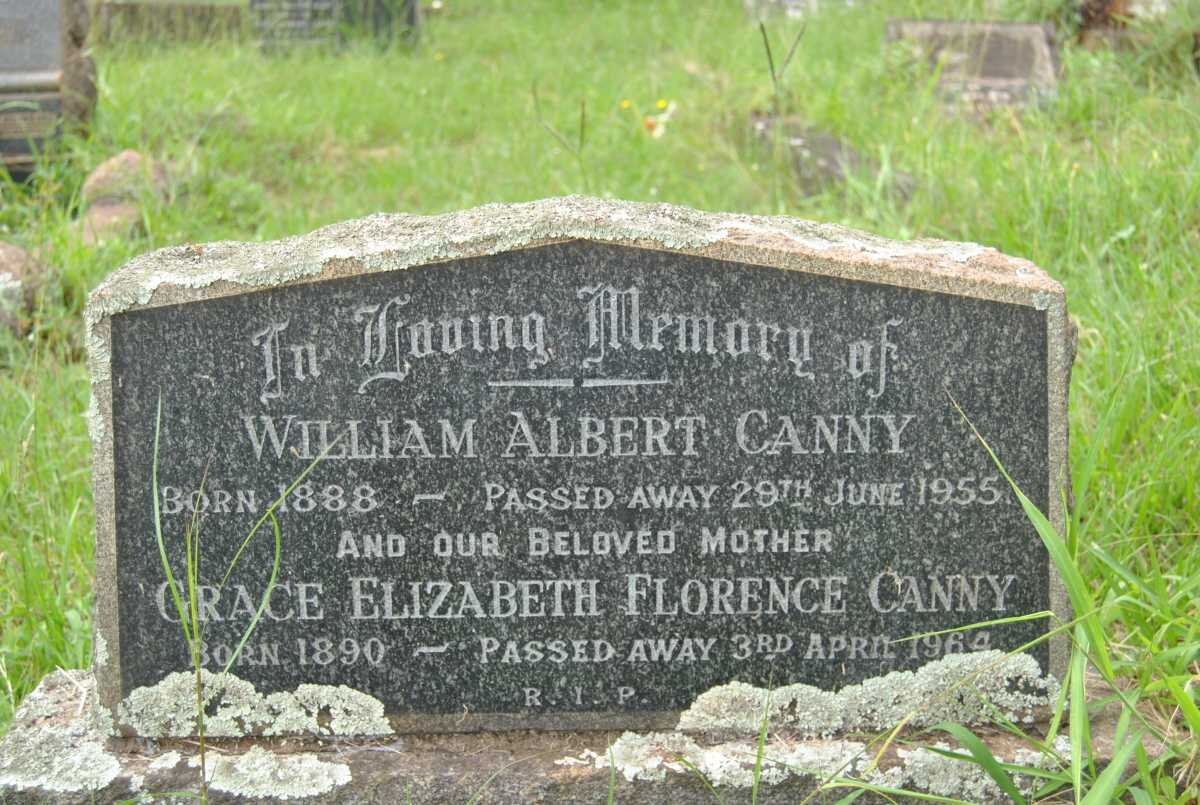 In Loving Memory of
WILLIAM ALBERT CANNY
BORN 1888 – PASSED AWAY 29TH JUNE 1955.
AND OUR BELOVED MOTHER
GRACE ELIZABETH FLORENCE CANNY
BORN 1890 – PASSED AWAY 3RD APRIL 1964
R.I.P.